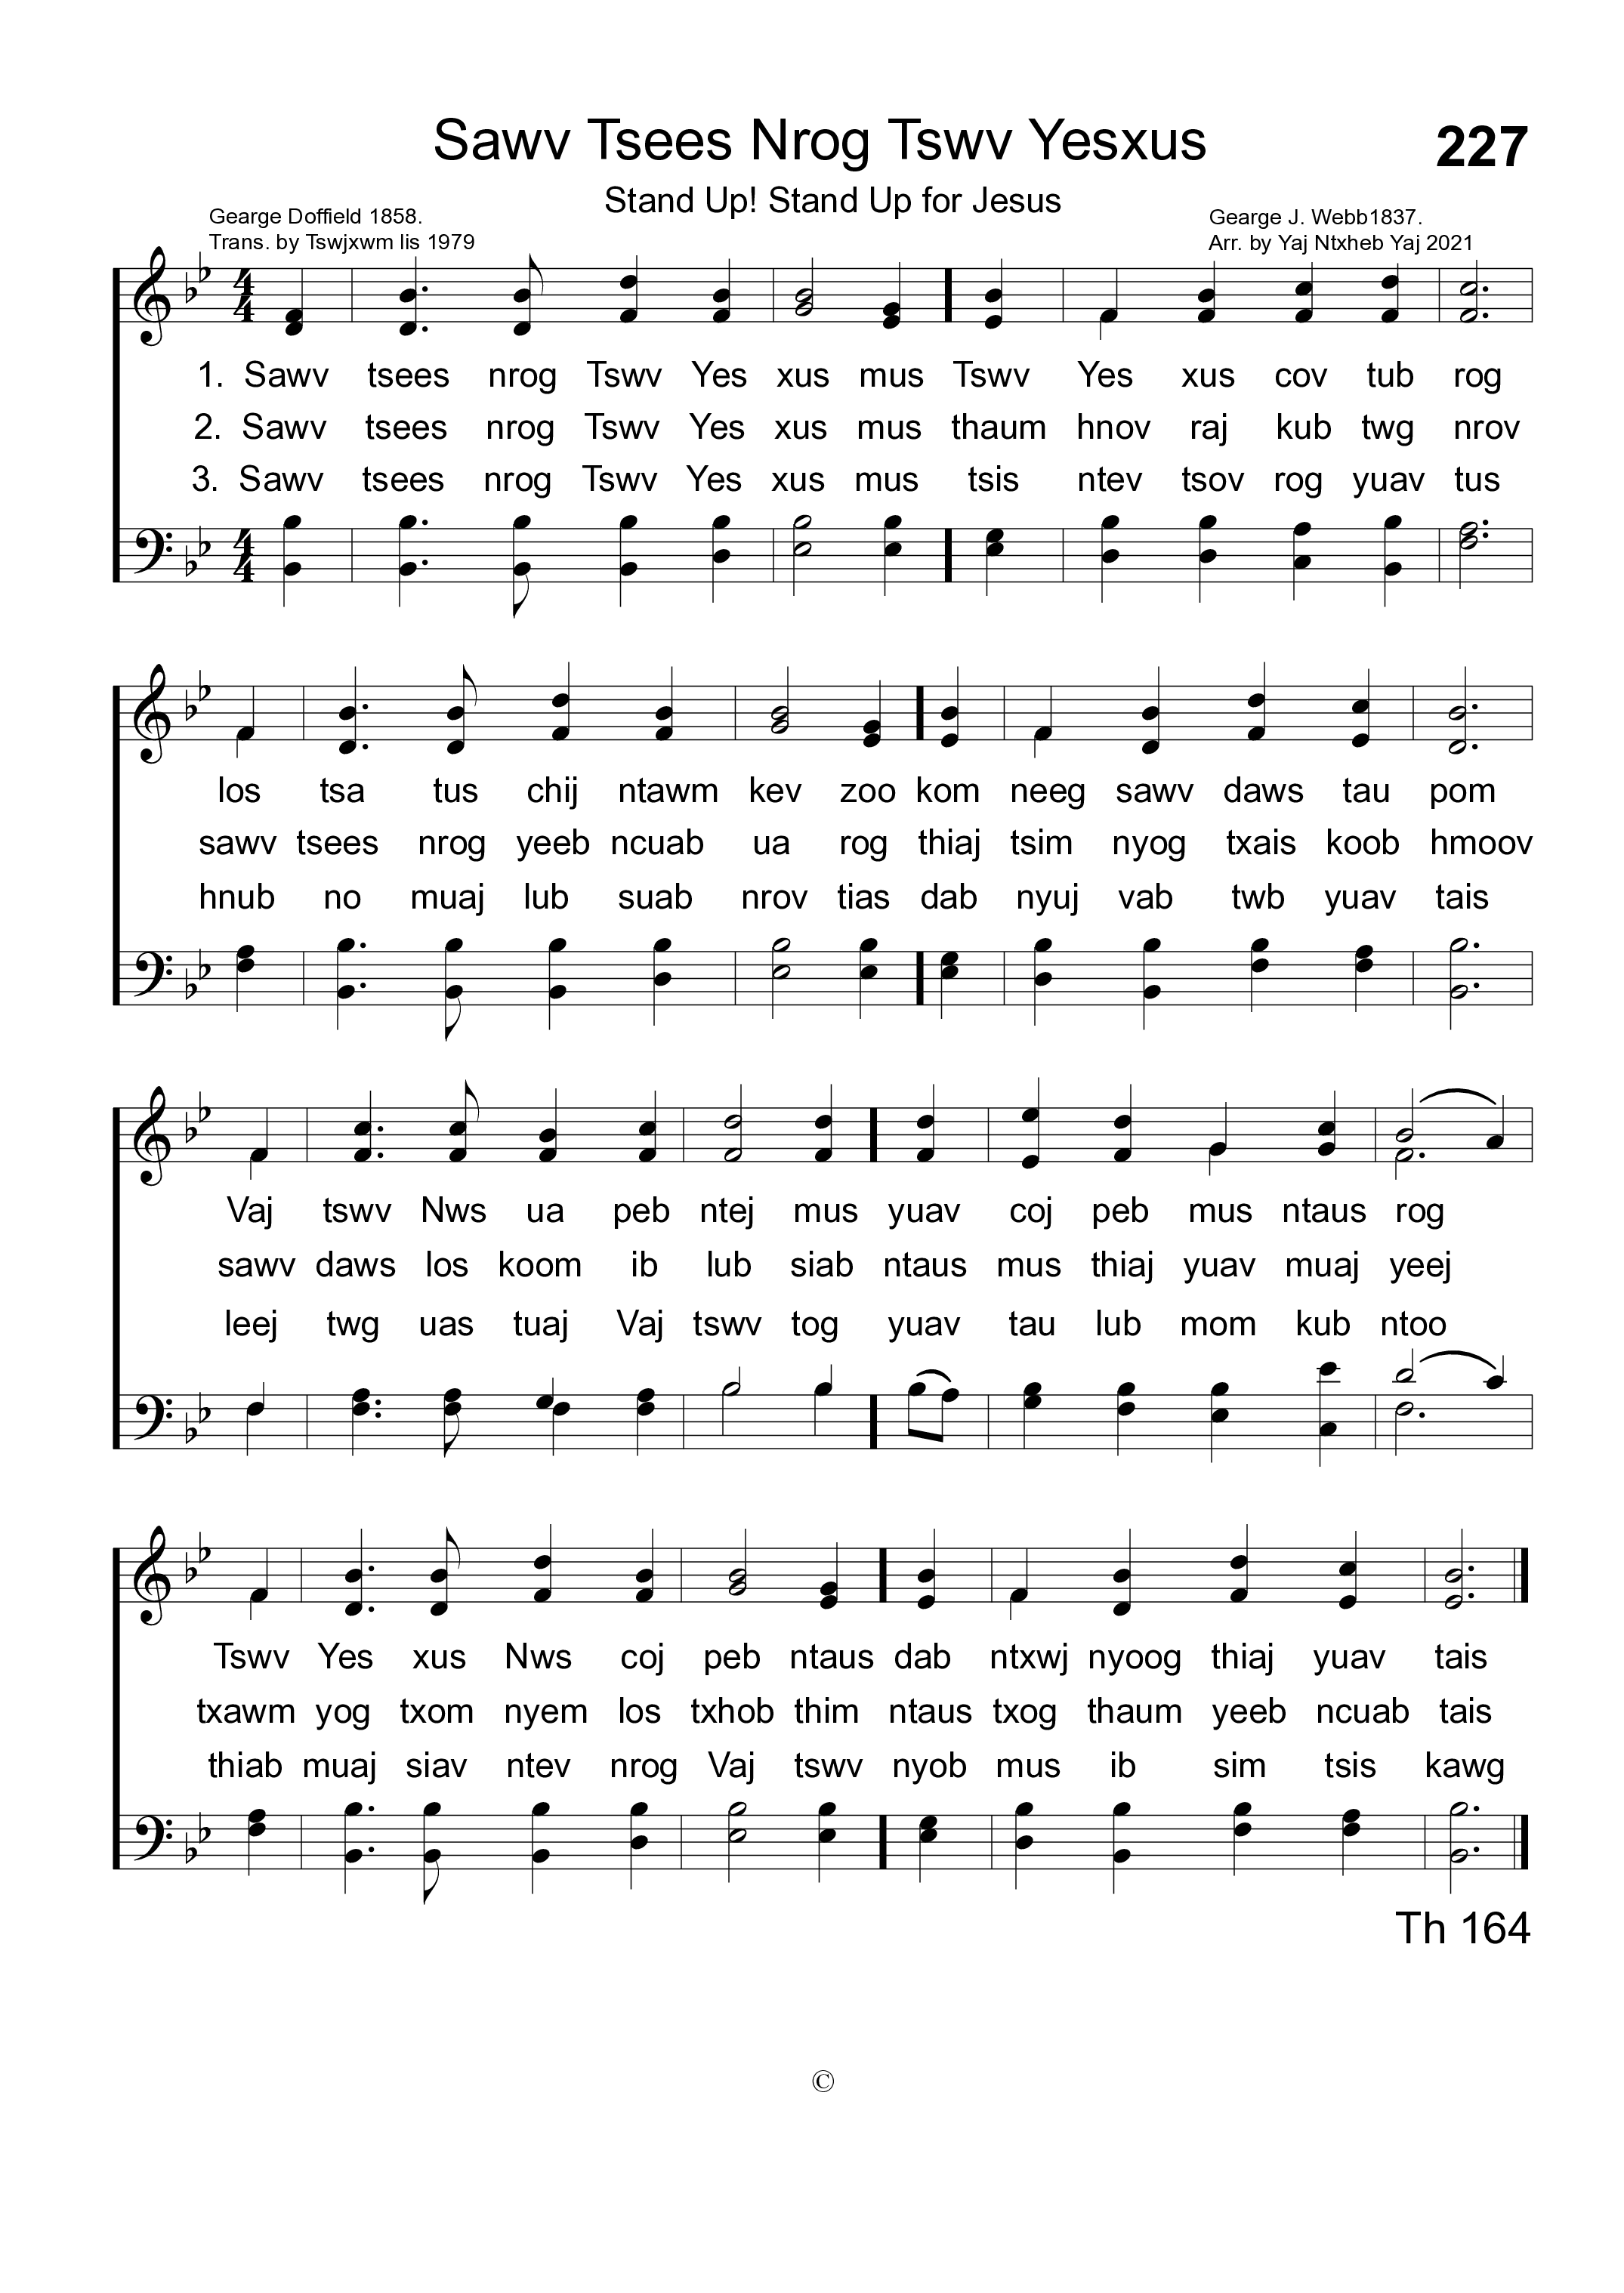 Sawv Tsees Nrog Tswv Yesxus
227
Stand Up! Stand Up for Jesus
Gearge Doffield 1858.
Trans. by Tswjxwm lis 1979
Gearge J. Webb1837.
Arr. by Yaj Ntxheb Yaj 2021
1. Sawv tsees nrog Tswv Yes xus mus Tswv Yes xus cov tub rog
2. Sawv tsees nrog Tswv Yes xus mus thaum hnov raj kub twg nrov
3. Sawv tsees nrog Tswv Yes xus mus tsis ntev tsov rog yuav tus
los tsa tus chij ntawm kev zoo kom neeg sawv daws tau pom
sawv tsees nrog yeeb ncuab ua rog thiaj tsim nyog txais koob hmoov
hnub no muaj lub suab nrov tias dab nyuj vab twb yuav tais
Vaj tswv Nws ua peb ntej mus yuav coj peb mus ntaus rog
sawv daws los koom ib lub siab ntaus mus thiaj yuav muaj yeej
leej twg uas tuaj Vaj tswv tog yuav tau lub mom kub ntoo
Tswv Yes xus Nws coj peb ntaus dab ntxwj nyoog thiaj yuav tais
txawm yog txom nyem los txhob thim ntaus txog thaum yeeb ncuab tais
thiab muaj siav ntev nrog Vaj tswv nyob mus ib sim tsis kawg
Th 164
©